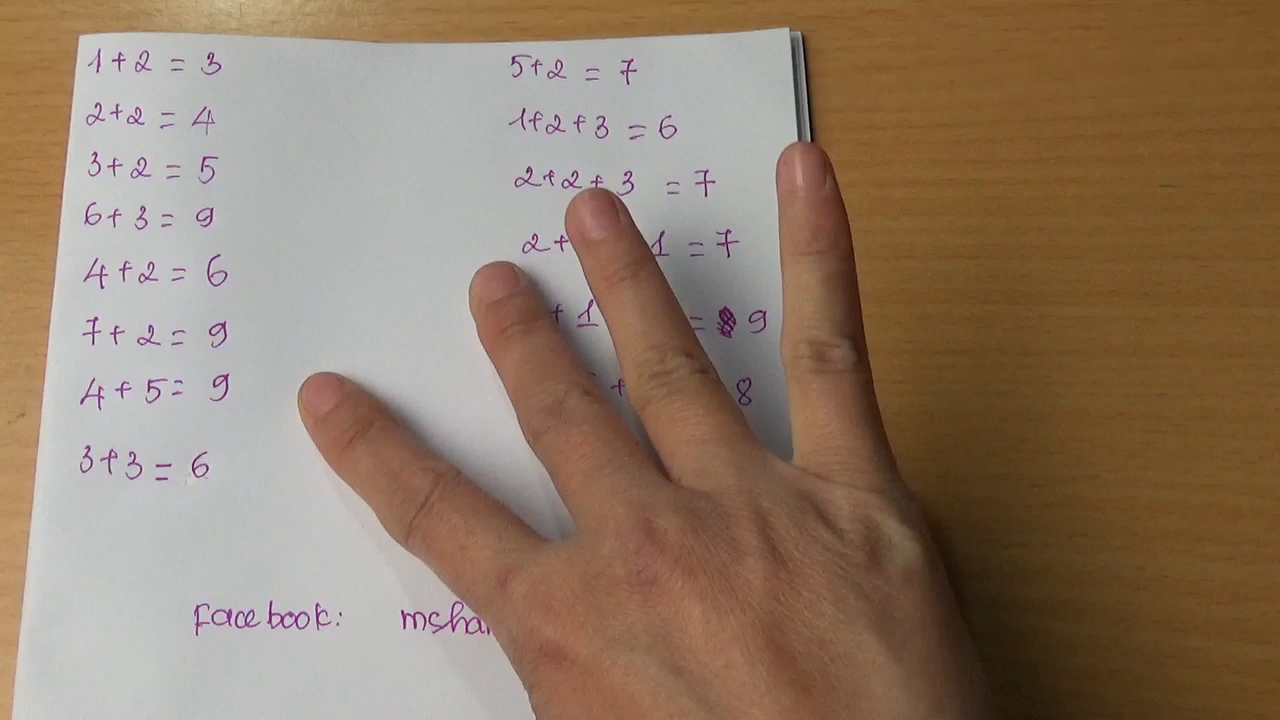 1+2 = 3
2+2 = 4
3+2 = 5
6+3 = 9
4+2 = 6
7+2 = 9
4+5 = 9
3+3 = 6
5+2 = 7
1+2+3 = 6
2+2+3 = 7
2+ 1 = 7
+ 1 = 9
+ 8
Facebook: